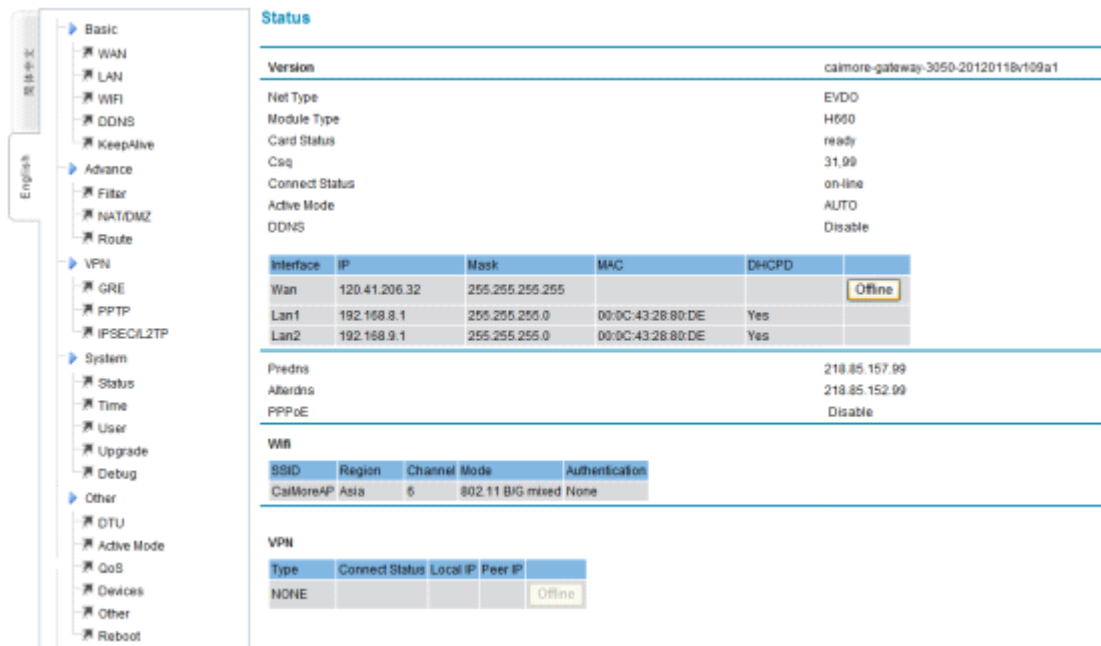 简体中文
English
Basic
WAN
LAN
WIFI
DDNS
KeepAlive
Advance
Filter
NAT/DMZ
Route
VPN
GRE
PPTP
IPSEC/L2TP
System
Status
Time
User
Upgrade
Debug
Other
DTU
Active Mode
QoS
Devices
Other
Reboot
Status
Version caimore-gateway-3050-20120118v109a1
Net Type EVDO
Module Type H660
Card Status ready
Csq 31,99
Connect Status on-line
Active Mode AUTO
DDNS Disable
Interface IP Mask MAC DHCPD
Wan 120.41.206.32 255.255.255.255 Offline
Lan1 192.168.8.1 255.255.255.0 00:0C:43:28:80:DE Yes
Lan2 192.168.9.1 255.255.255.0 00:0C:43:28:80:DE Yes
Predns 218.85.157.99
Alterdns 218.85.152.99
PPPoE Disable
Wifi
SSID Region Channel Mode Authentication
CaiMoreAP Asia 6 802.11 B/G mixed None
VPN
Type Connect Status Local IP Peer IP
NONE Offline